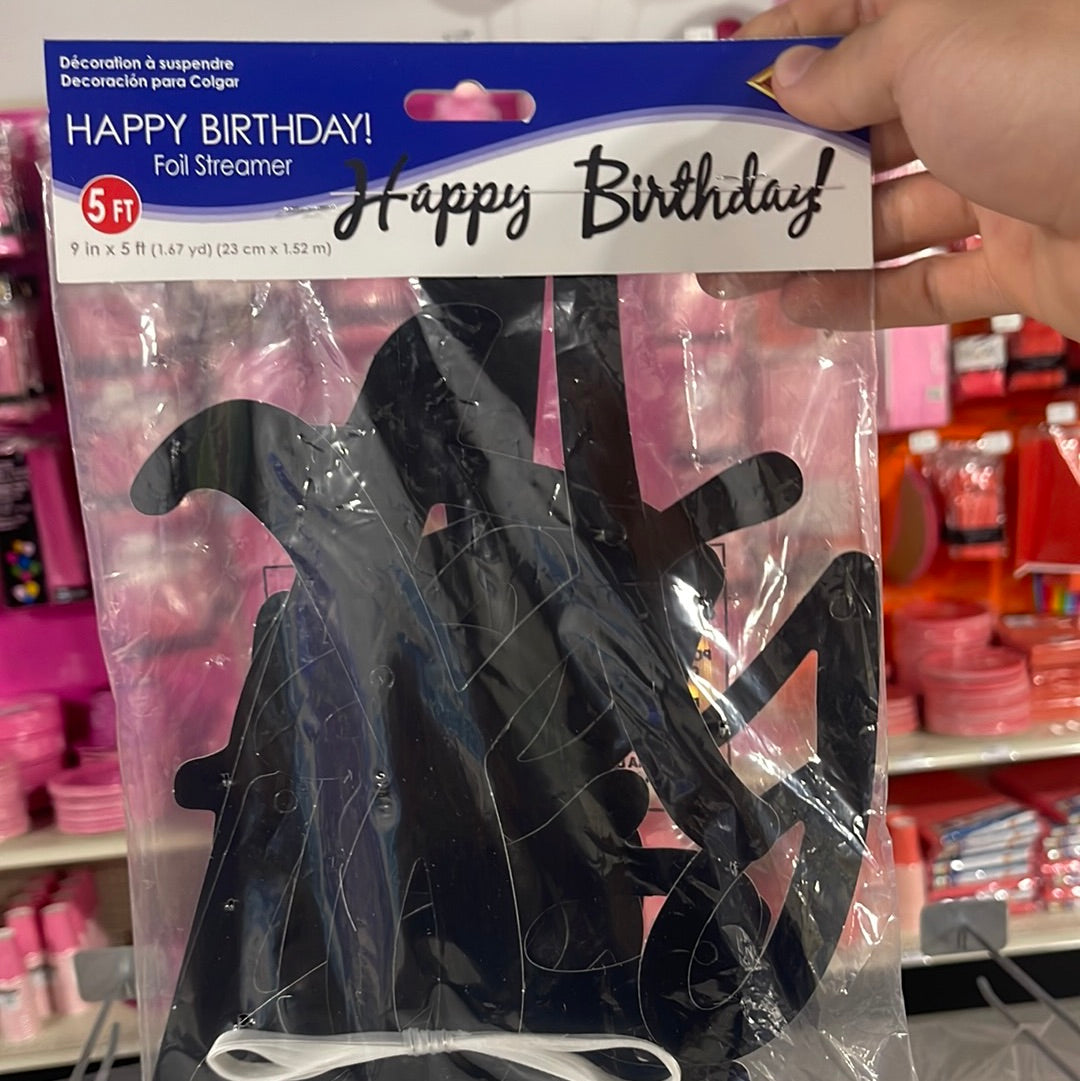 Décoration à suspendre
Decoración para Colgar
HAPPY BIRTHDAY!
Foil Streamer
5 FT
9 in x 5 ft (1.67 yd) (23 cm x 1.52 m)
Happy Birthday!